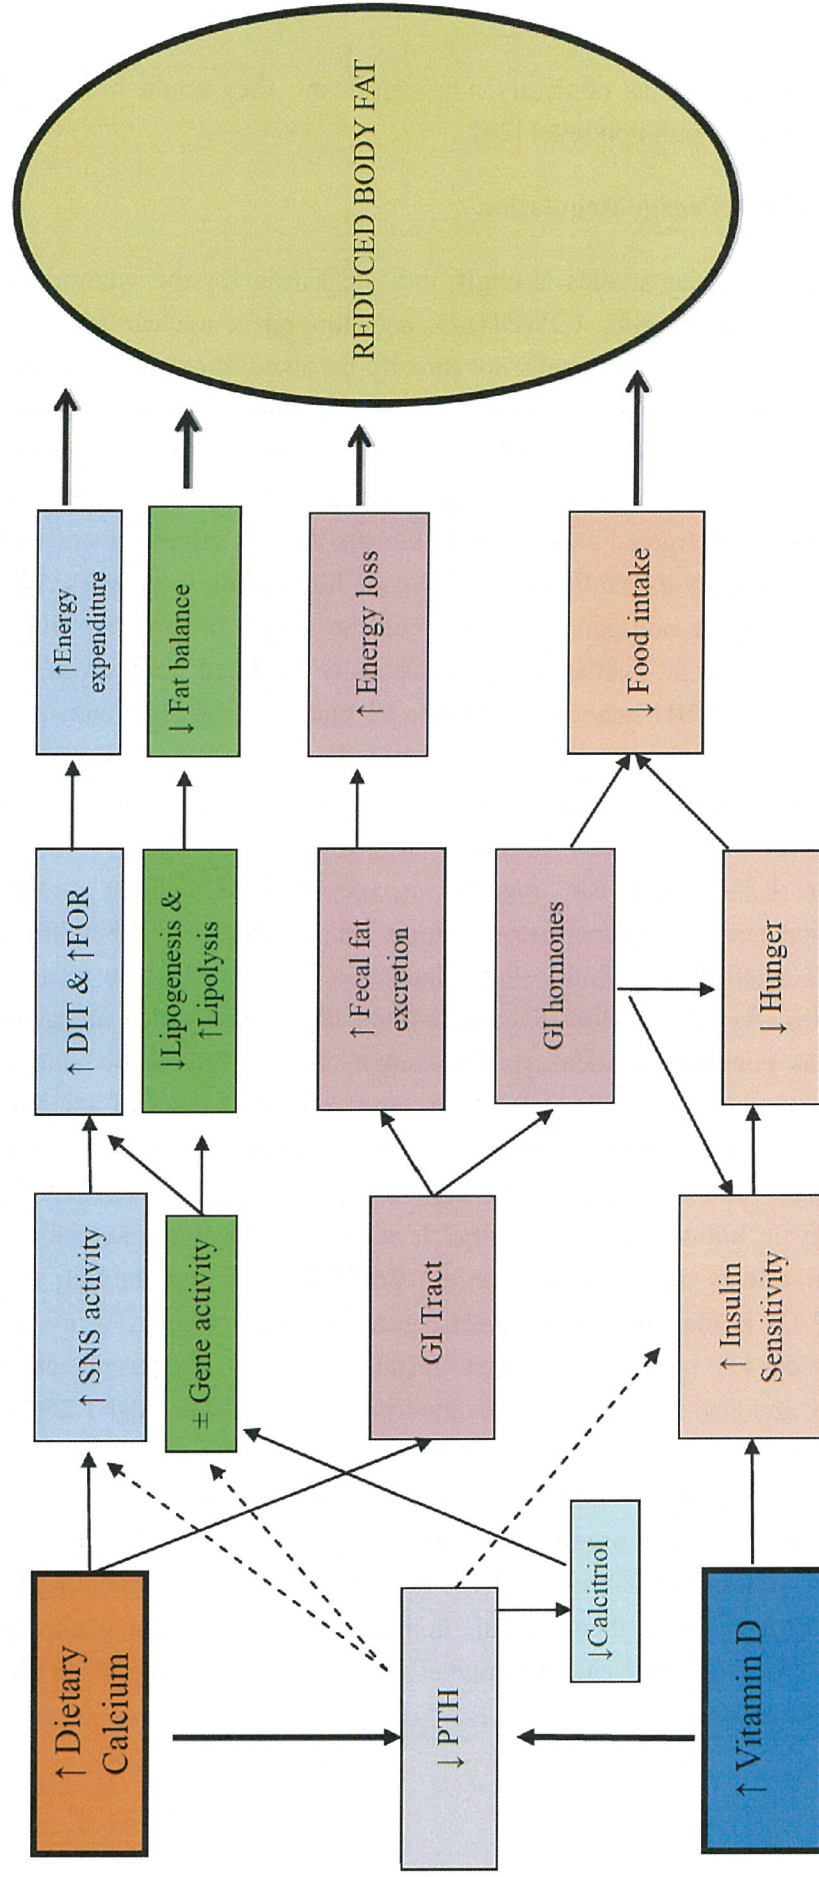 ↑ Dietary
Calcium
↓ PTH
↑ Vitamin D
↓Calcitriol
↑ SNS activity
± Gene activity
GI Tract
↑ Insulin
Sensitivity
↑ DIT & ↑FOR
↓Lipogenesis &
↑Lipolysis
↑ Fecal fat
excretion
GI hormones
↓ Hunger
↑Energy
expenditure
↓ Fat balance
↑ Energy loss
↓ Food intake
REDUCED BODY FAT